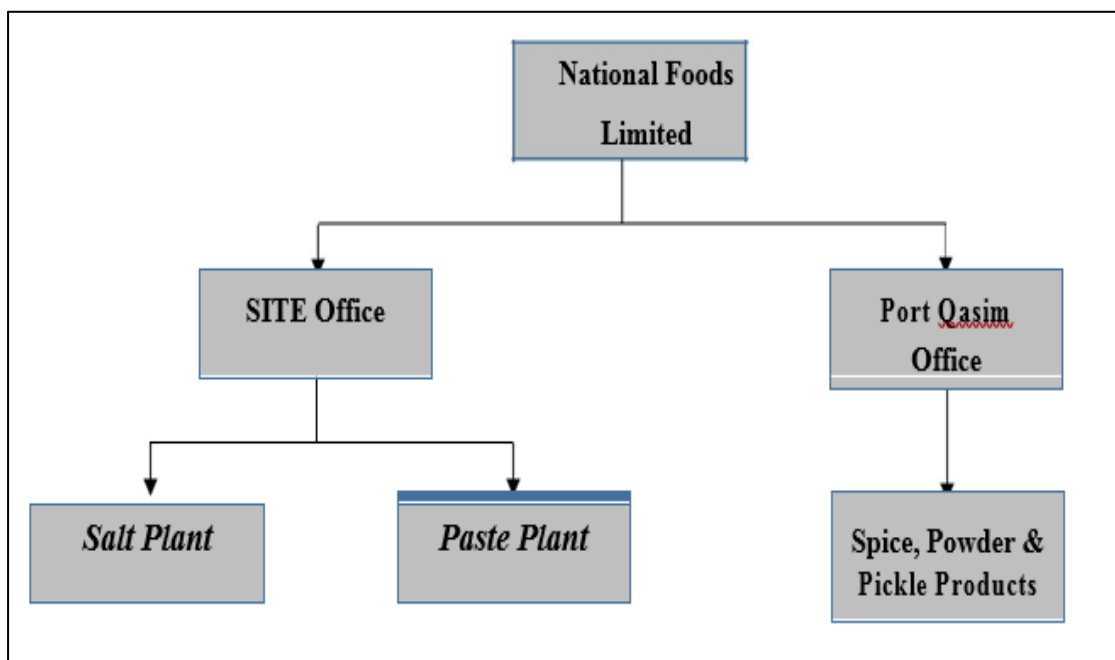 National Foods
Limited
SITE Office
Port Qasim
Office
Salt Plant
Paste Plant
Spice, Powder &
Pickle Products